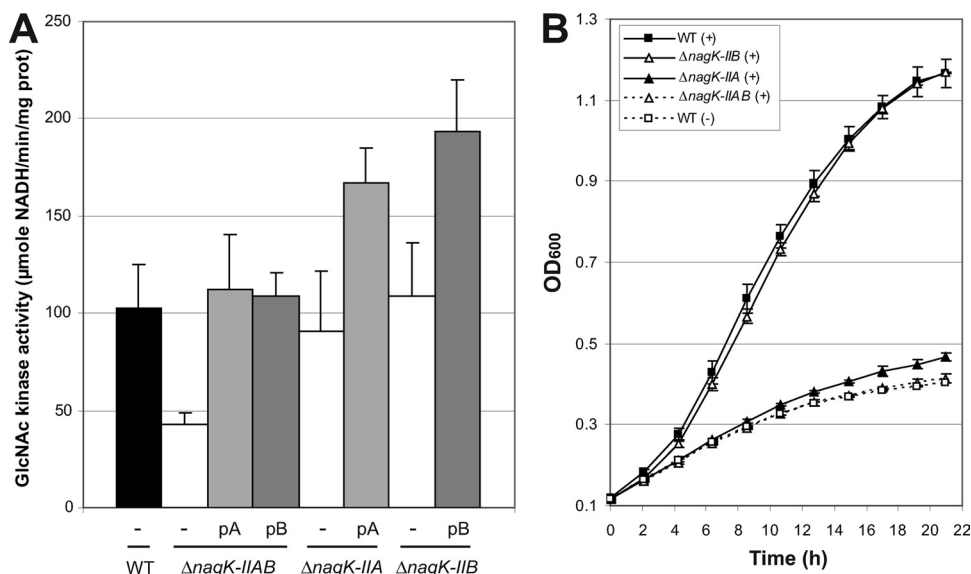 A
GlcNAc kinase activity (µmole NADH/min/mg prot)
250
200
150
100
50
0
- - pA pB - pA - pB
WT ΔnagK-IIAB ΔnagK-IIA ΔnagK-IIB
B
WT (+)
ΔnagK-IIB (+)
ΔnagK-IIA (+)
ΔnagK-IIAB (+)
WT (-)
OD600
1.3
1.1
0.9
0.7
0.5
0.3
0.1
0 2 4 6 8 10 12 14 16 18 20 22
Time (h)